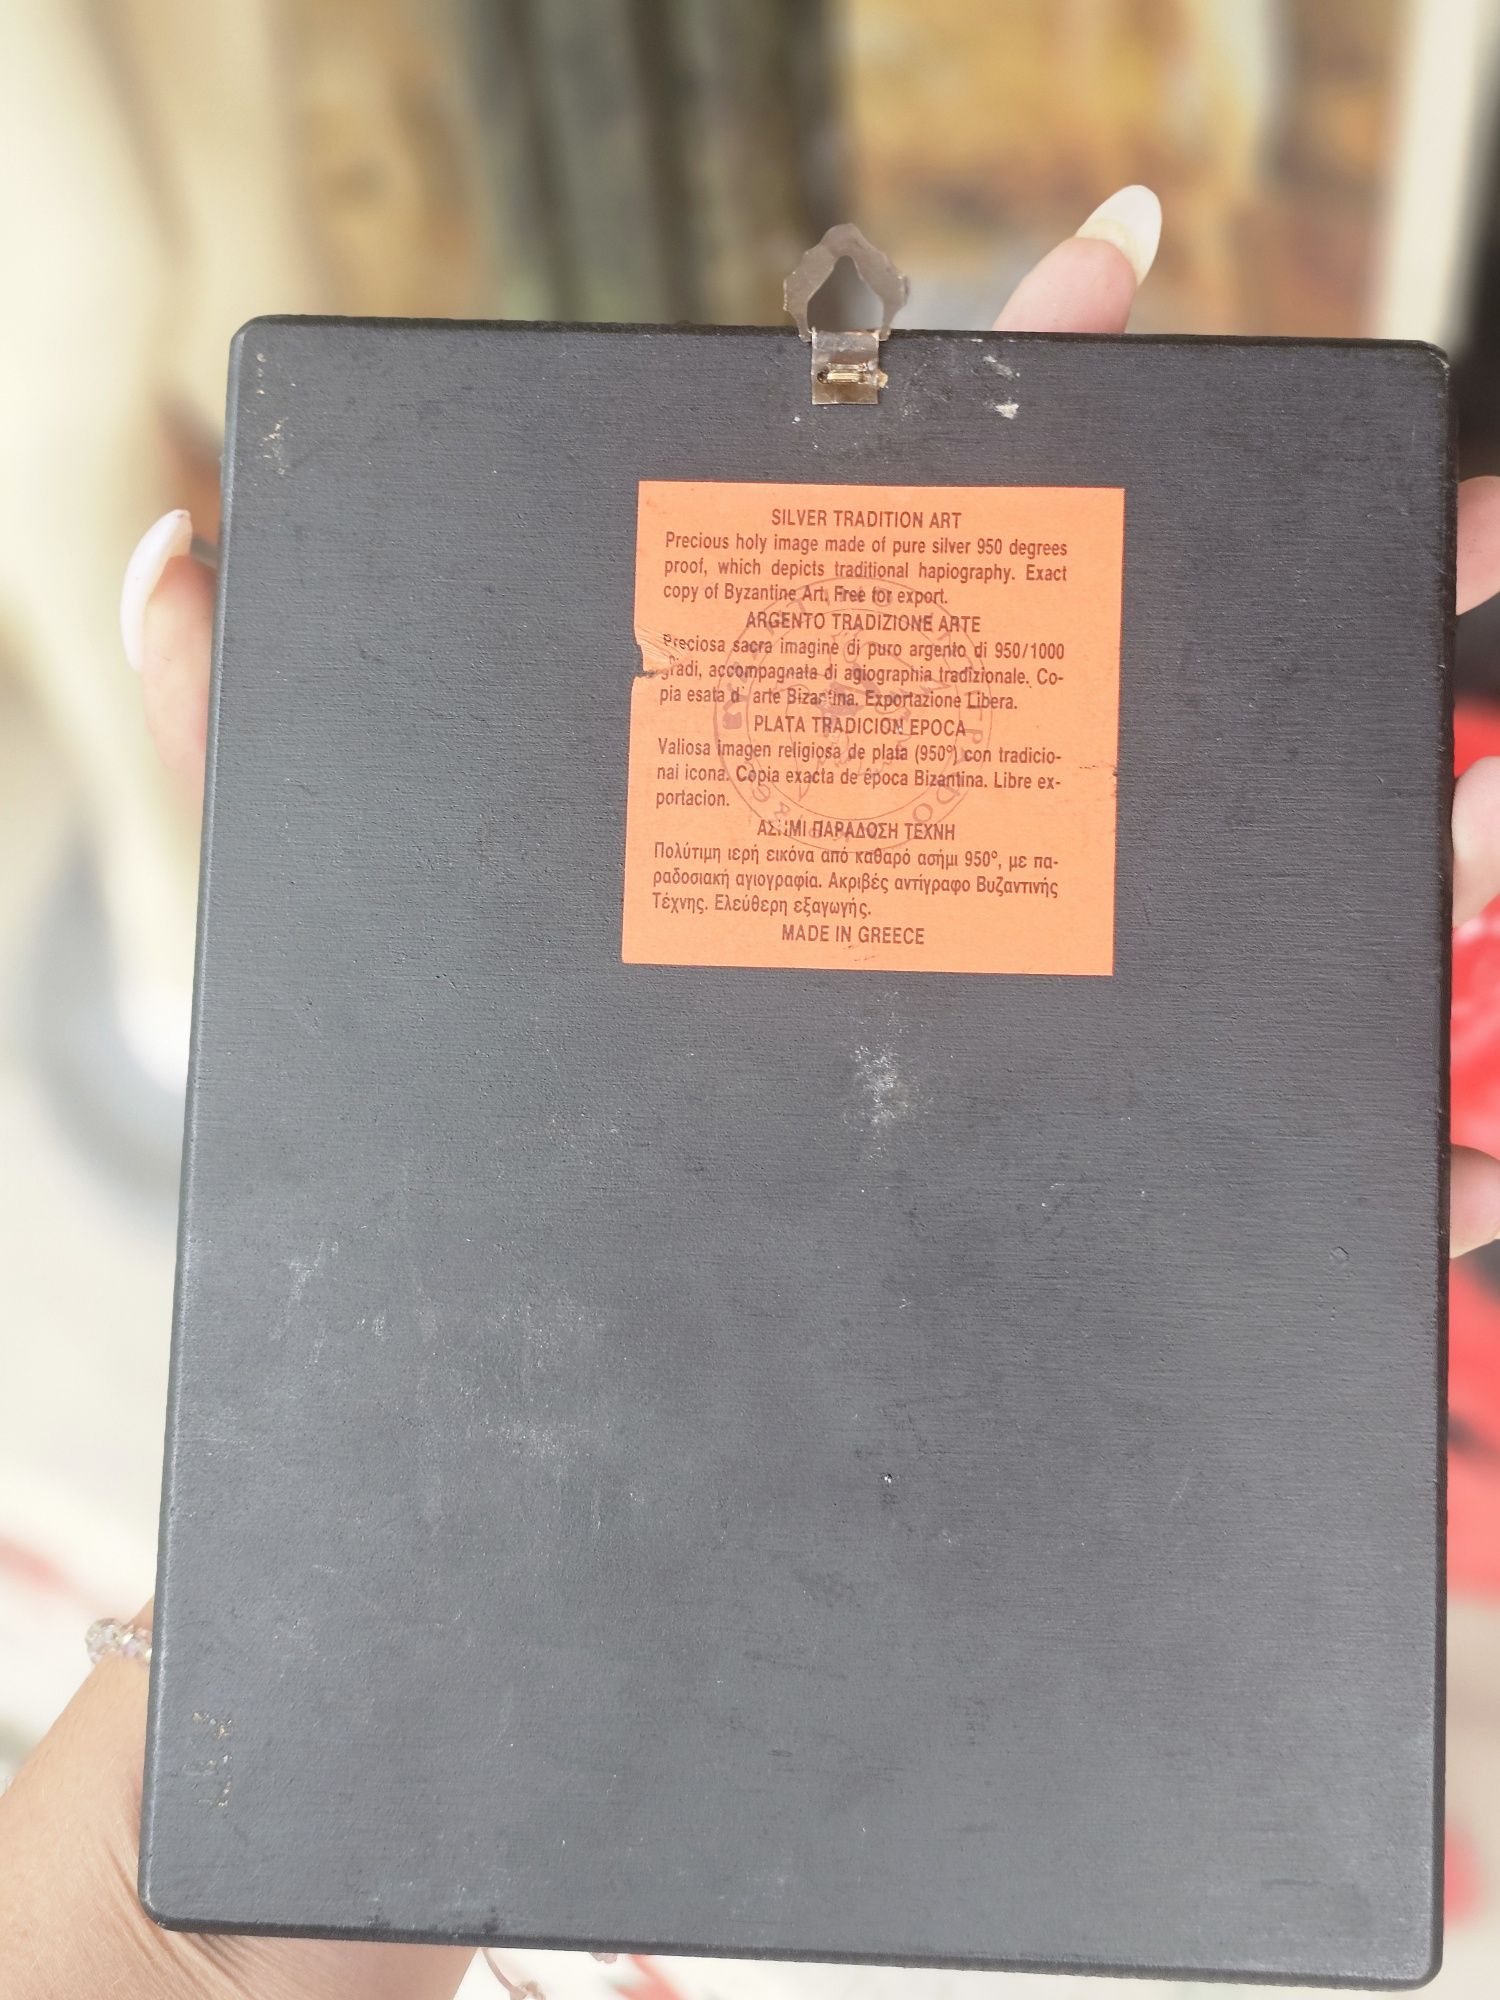 SILVER TRADITION ART
Precious holy image made of pure silver 950 degrees
proof, which depicts traditional hapiography. Exact
copy of Byzantine Art. Free for export.
ARGENTO TRADIZIONE ARTE
Preciosa sacra imagine di puro argento di 950/1000
gradi, accompagnata di agiographia tradizionale. Co-
pia esata d' arte Bizantina. Exportazione Libera.
PLATA TRADICION EPOCA
Valiosa imagen religiosa de plata (950°) con tradicio-
nai icona. Copia exacta de época Bizantina. Libre ex-
portacion.
ΑΣΗΜΙ ΠΑΡΑΔΟΣΗ ΤΕΧΝΗ
Πολύτιμη ιερή εικόνα από καθαρό ασήμι 950°, με πα-
ραδοσιακή αγιογραφία. Ακριβές αντίγραφο Βυζαντινής
Τέχνης. Ελεύθερη εξαγωγής.
MADE IN GREECE